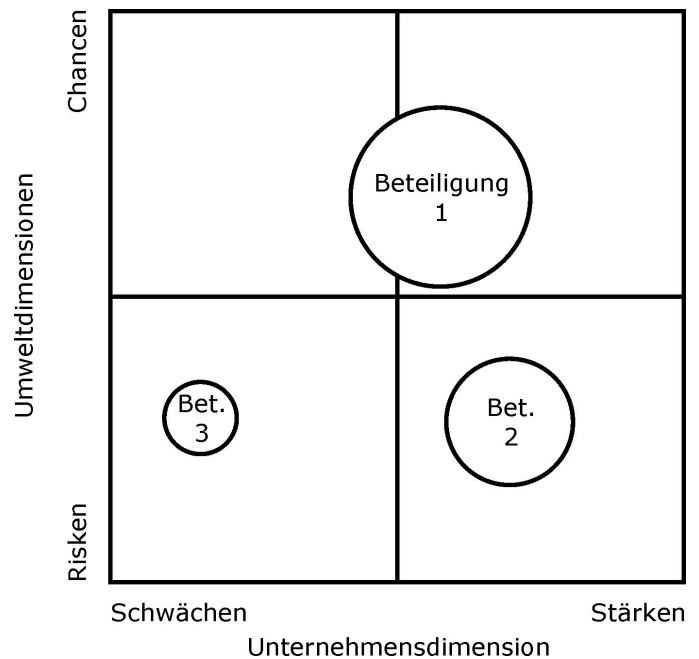 Chancen
Umweltdimensionen
Risken
Beteiligung
1
Bet.
3
Bet.
2
Schwächen
Stärken
Unternehmensdimension